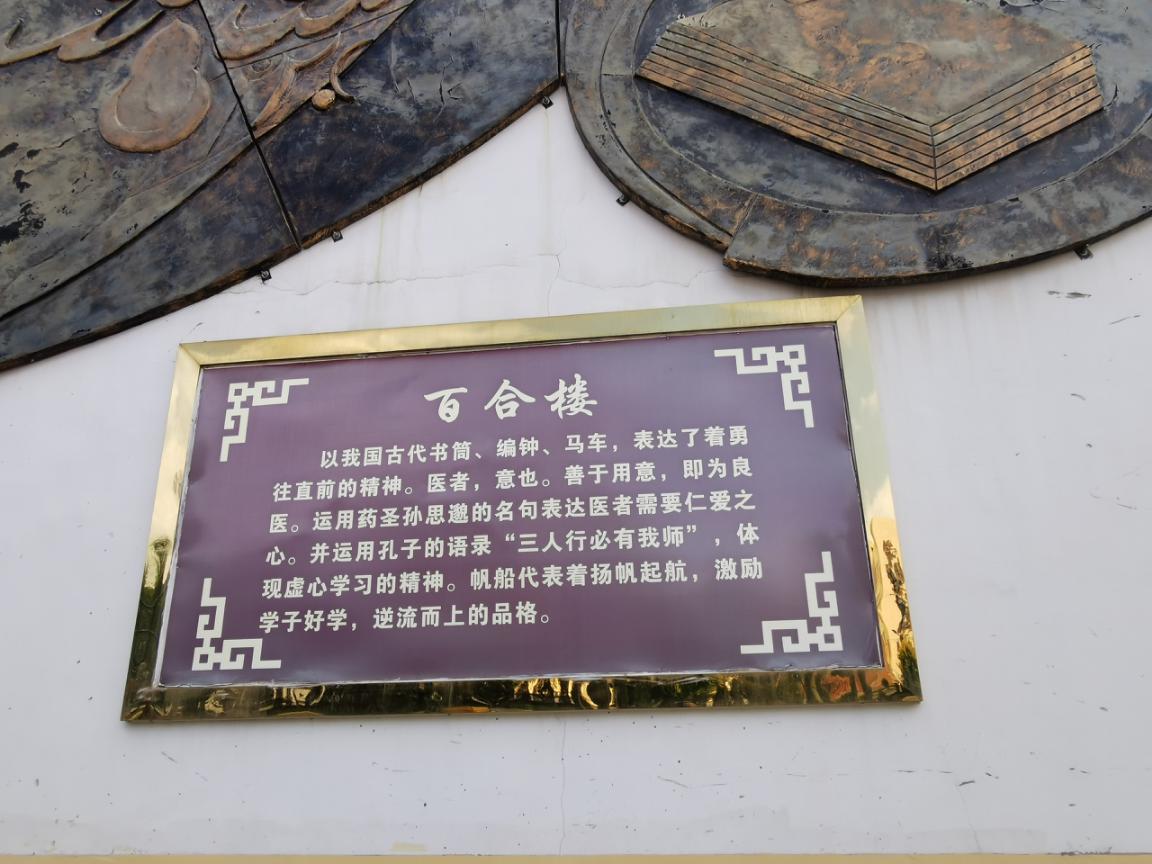 百合楼
以我国古代书筒、编钟、马车，表达了着勇
往直前的精神。医者，意也。善于用意，即为良
医。运用药圣孙思邈的名句表达医者需要仁爱之
心。并运用孔子的语录“三人行必有我师”，体
现虚心学习的精神。帆船代表着扬帆起航，激励
学子好学，逆流而上的品格。